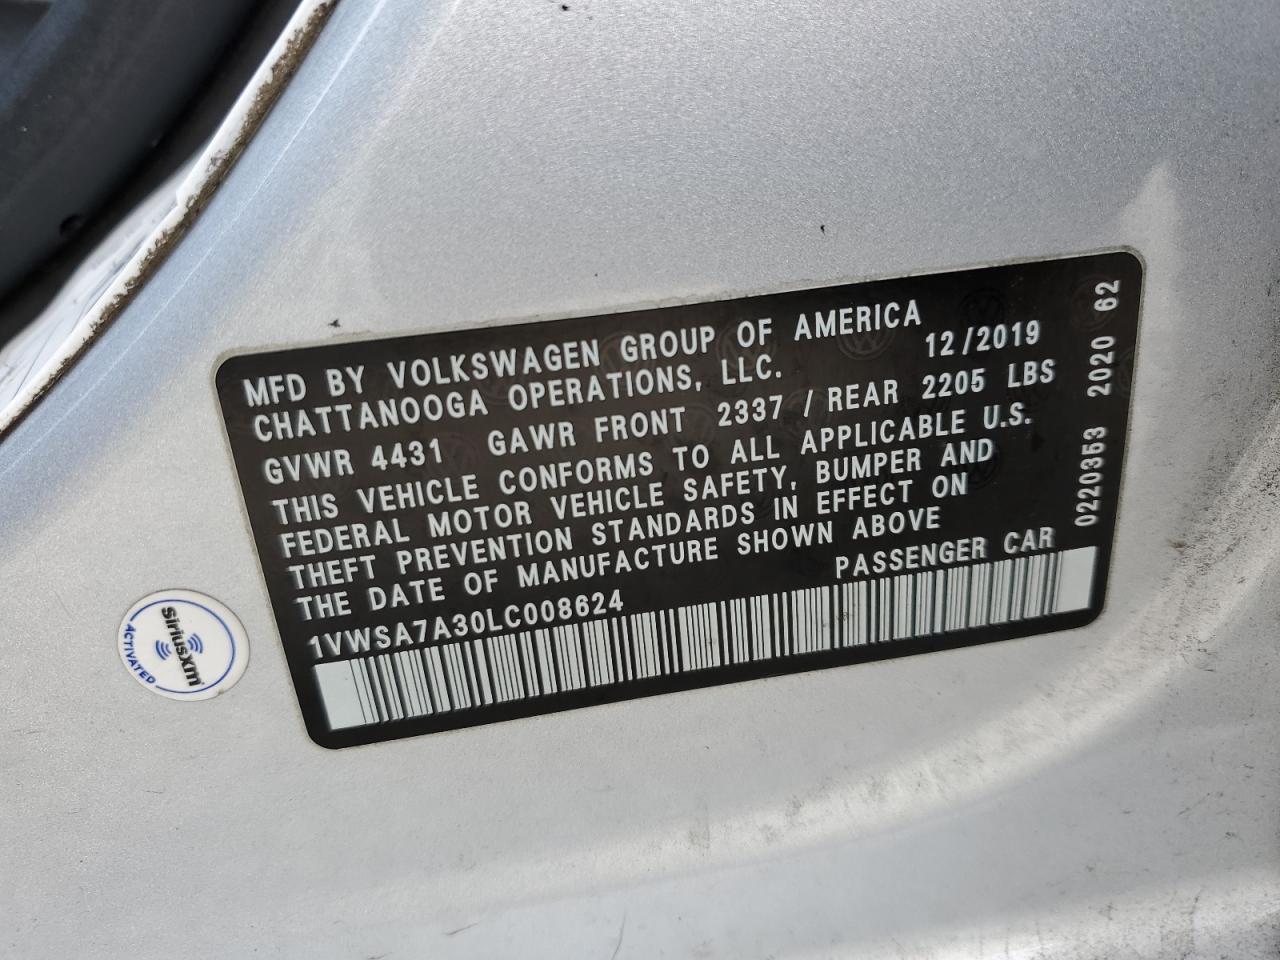 MFD BY VOLKSWAGEN GROUP OF AMERICA
CHATTANOOGA OPERATIONS, LLC. 12/2019
GVWR 4431 GAWR FRONT 2337 / REAR 2205 LBS
THIS VEHICLE CONFORMS TO ALL APPLICABLE U.S.
FEDERAL MOTOR VEHICLE SAFETY, BUMPER AND
THEFT PREVENTION STANDARDS IN EFFECT ON
THE DATE OF MANUFACTURE SHOWN ABOVE
1VWSA7A30LC008624 PASSENGER CAR
0220353 2020 62
SiriusXM
ACTIVATED